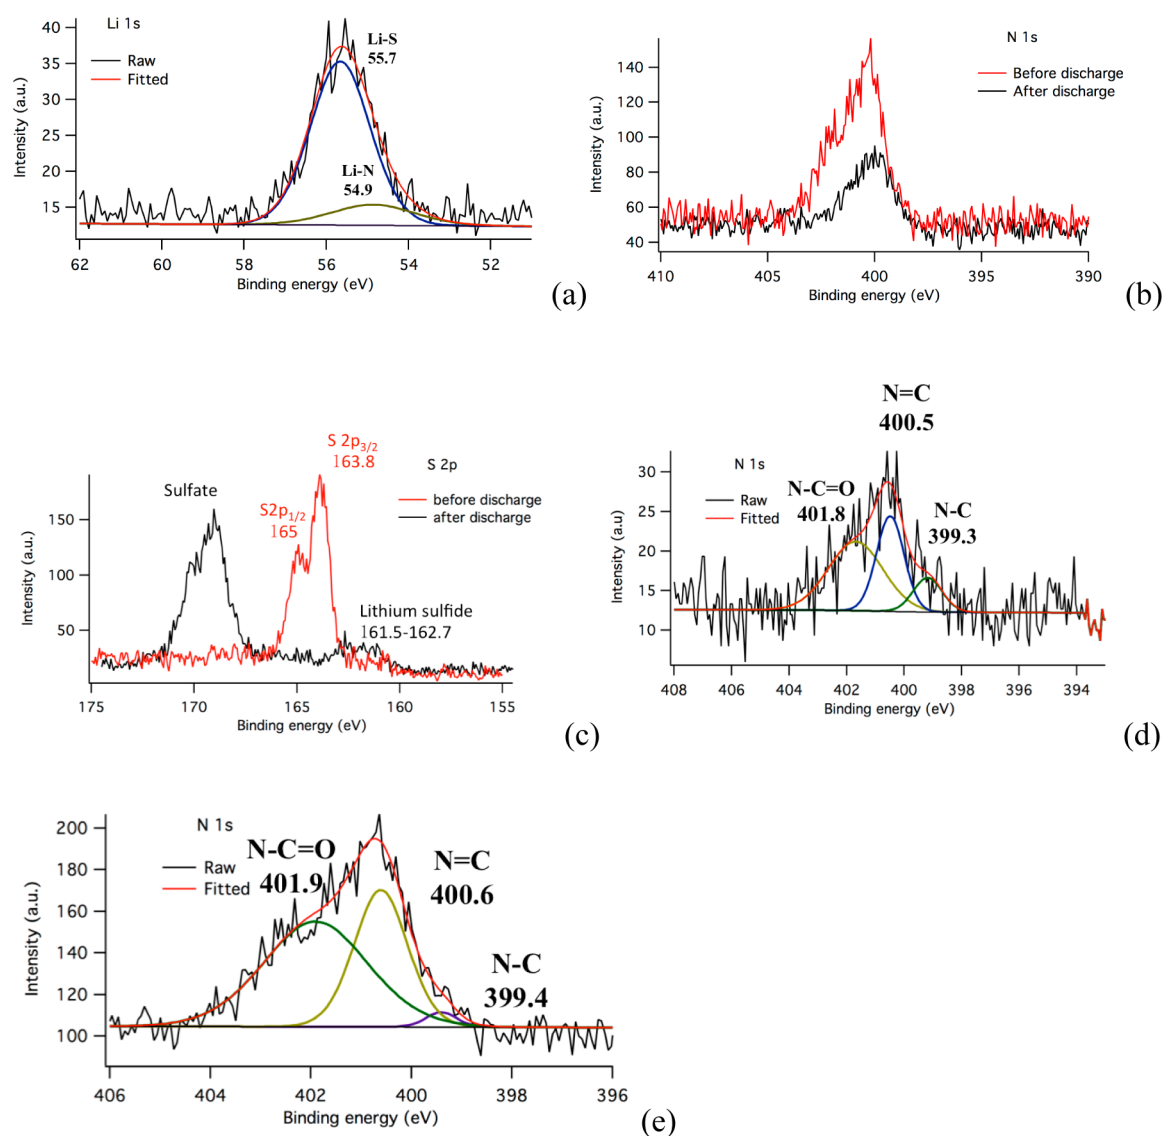 Li 1s
Raw
Fitted
Li-S
55.7
Li-N
54.9
Intensity (a.u.)
40
35
30
25
20
15
62 60 58 56 54 52
Binding energy (eV)
(a)
N 1s
Before discharge
After discharge
Intensity (a.u.)
140
120
100
80
60
40
410 405 400 395 390
Binding energy (eV)
(b)
S 2p3/2
163.8
S 2p
Sulfate
S2p1/2
165
before discharge
after discharge
Lithium sulfide
161.5-162.7
Intensity (a.u)
150
100
50
175 170 165 160 155
Binding energy (eV)
(c)
N=C
400.5
N 1s
Raw
Fitted
N-C=O
401.8
N-C
399.3
Intensity (a.u)
30
25
20
15
10
408 406 404 402 400 398 396 394
Binding energy (eV)
(d)
N 1s
Raw
Fitted
N-C=O
401.9
N=C
400.6
N-C
399.4
Intensity (a.u.)
200
180
160
140
120
100
406 404 402 400 398 396
Binding energy (eV)
(e)